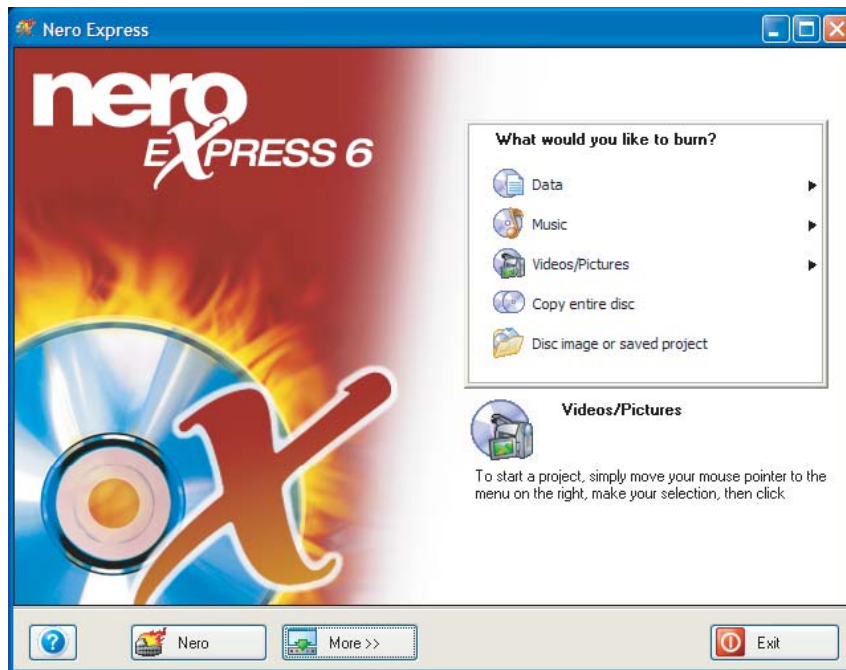 Nero Express
nero
EXPRESS 6
What would you like to burn?
Data
Music
Videos/Pictures
Copy entire disc
Disc image or saved project
Videos/Pictures
To start a project, simply move your mouse pointer to the
menu on the right, make your selection, then click
Nero
More >>
Exit